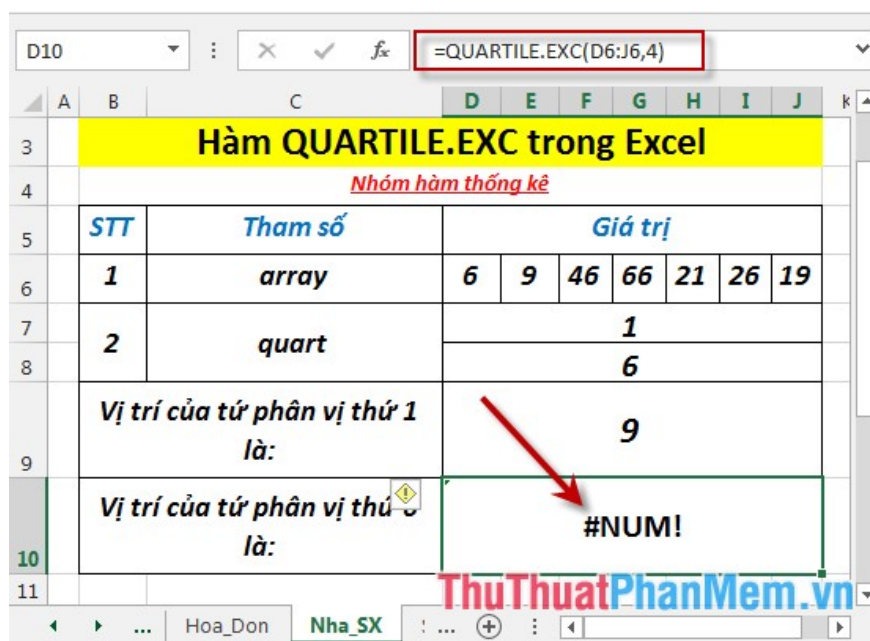 D10 fx =QUARTILE.EXC(D6:J6,4)
A B C D E F G H I J K
3 Hàm QUARTILE.EXC trong Excel
4 Nhóm hàm thống kê
5 STT Tham số Giá trị
6 1 array 6 9 46 66 21 26 19
7 1
2 quart
8 6
Vị trí của tứ phân vị thứ 1
9
là:
9
Vị trí của tứ phân vị thứ
#NUM!
là:
10
11
ThuThuatPhanMem.vn
... Hoa_Don Nha_SX ...